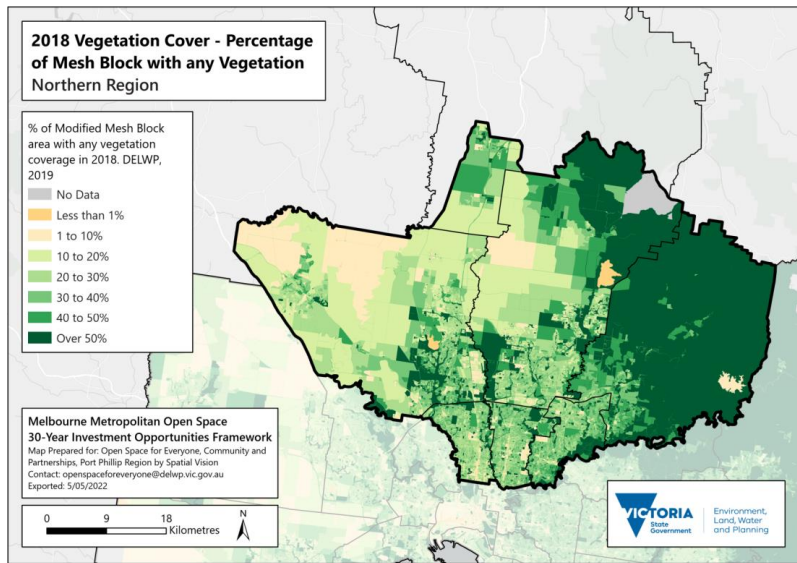 2018 Vegetation Cover - Percentage
of Mesh Block with any Vegetation
Northern Region
% of Modified Mesh Block
area with any vegetation
coverage in 2018. DELWP,
2019
No Data
Less than 1%
1 to 10%
10 to 20%
20 to 30%
30 to 40%
40 to 50%
Over 50%
Melbourne Metropolitan Open Space
30-Year Investment Opportunities Framework
Map Prepared for: Open Space for Everyone, Community and
Partnerships, Port Phillip Region by Spatial Vision
Contact: openspaceforeveryone@delwp.vic.gov.au
Exported: 5/05/2022
0 9 18
Kilometres
N
VICTORIA
State
Government
Environment,
Land, Water
and Planning